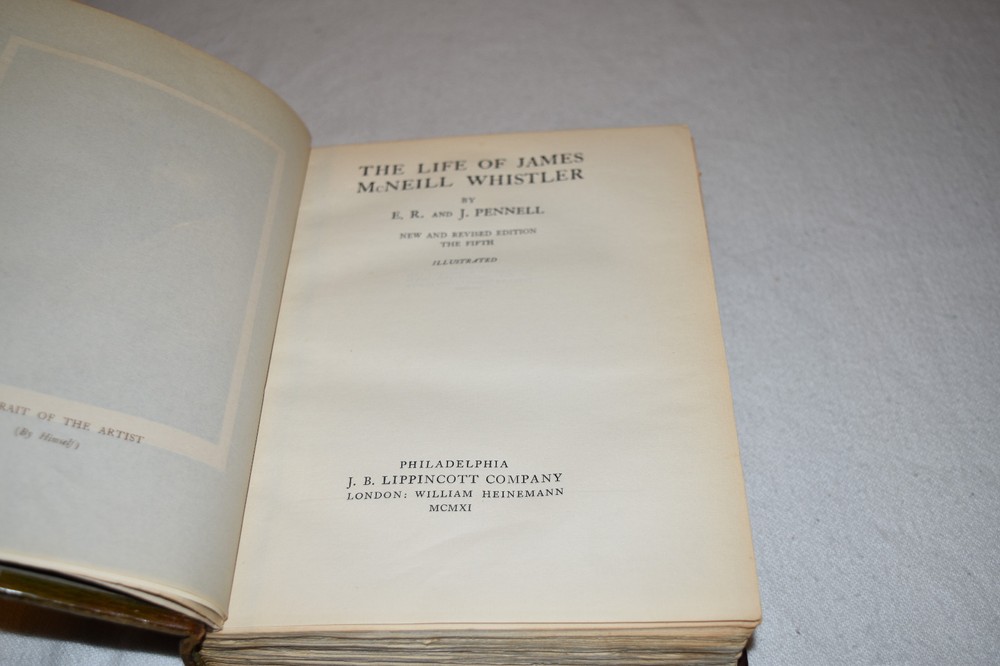 RAIT OF THE ARTIST
(By Himself)
THE LIFE OF JAMES
McNEILL WHISTLER
BY
E. R. AND J. PENNELL
NEW AND REVISED EDITION
THE FIFTH
ILLUSTRATED
PHILADELPHIA
J. B. LIPPINCOTT COMPANY
LONDON: WILLIAM HEINEMANN
MCMXI